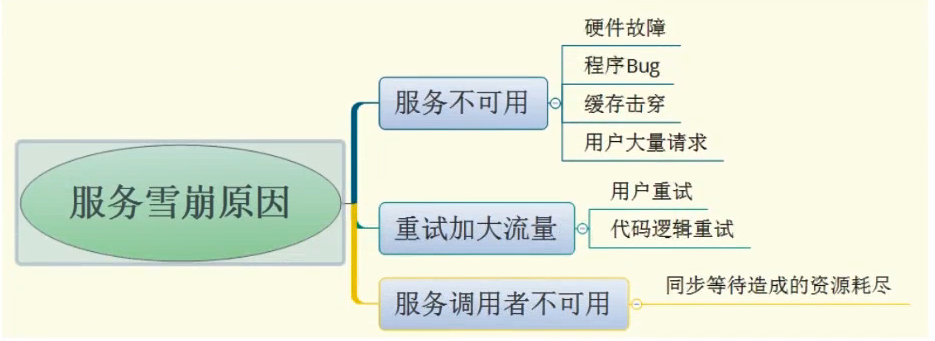 服务雪崩原因
服务不可用
硬件故障
程序Bug
缓存击穿
用户大量请求
重试加大流量
用户重试
代码逻辑重试
服务调用者不可用
同步等待造成的资源耗尽